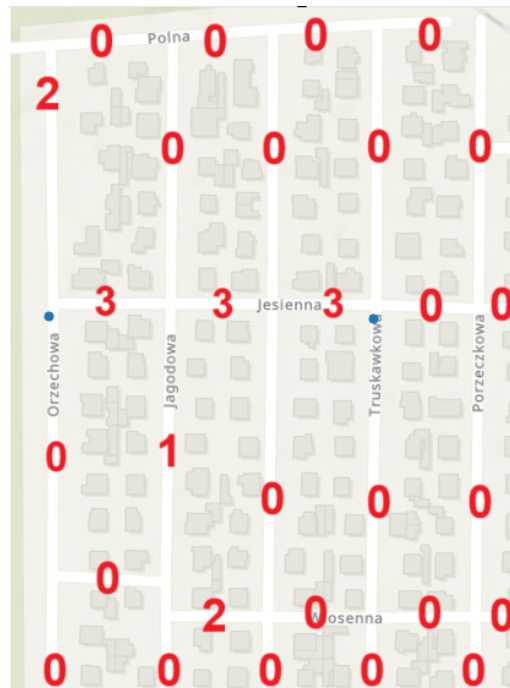 Polna
0 0 0 0
2
0 0 0 0
3 3 Jesienna 3 0 0
Orzechowa
Jagodowa
Truskawkowa
Porzeczkowa
0 1
0 0 0
0
2 0 0 0
0 0 0 0 0